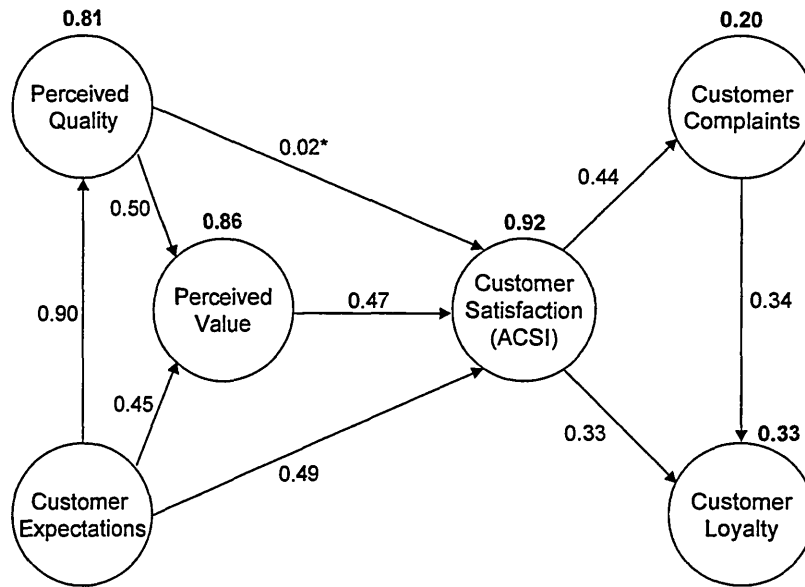 0.81
0.20
Perceived
Quality
Customer
Complaints
0.02*
0.44
0.50
0.86
0.92
Perceived
Value
0.47
Customer
Satisfaction
(ACSI)
0.90
0.34
0.45
0.33
0.33
0.49
Customer
Expectations
Customer
Loyalty